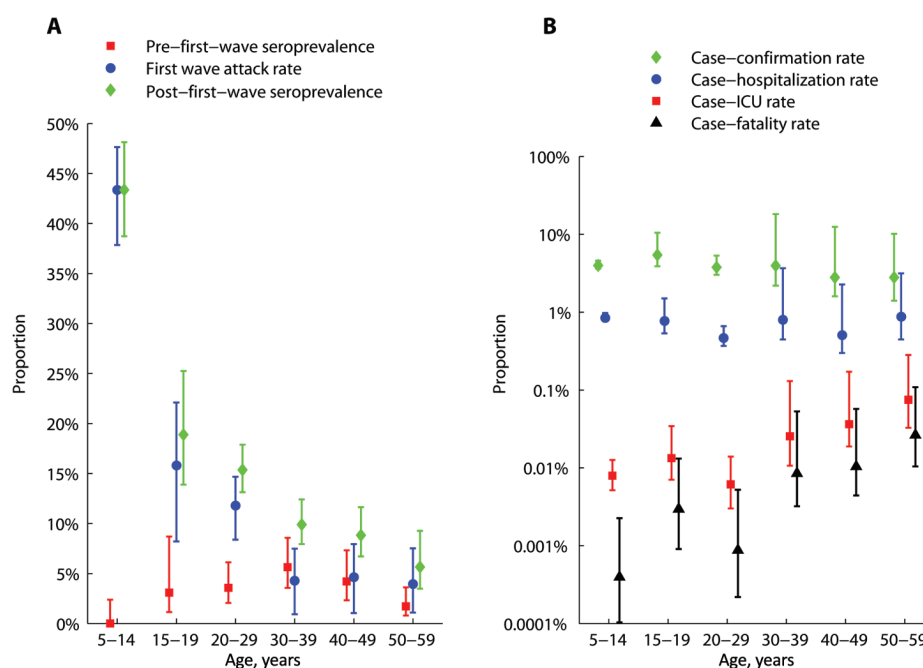 A
Pre−first−wave seroprevalence
First wave attack rate
Post−first−wave seroprevalence
50%
45%
40%
35%
30%
25%
20%
15%
10%
5%
0%
Proportion
5−14 15−19 20−29 30−39 40−49 50−59
Age, years
B
Case−confirmation rate
Case−hospitalization rate
Case−ICU rate
Case−fatality rate
100%
10%
1%
0.1%
0.01%
0.001%
0.0001%
Proportion
5−14 15−19 20−29 30−39 40−49 50−59
Age, years